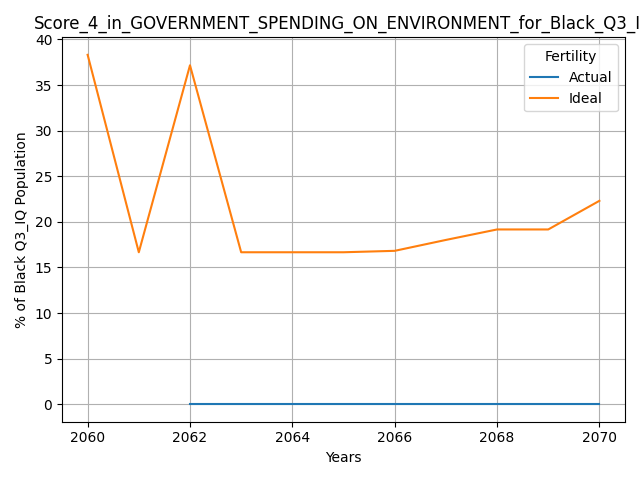 Score_4_in_GOVERNMENT_SPENDING_ON_ENVIRONMENT_for_Black_Q3_I
40
35
30
25
20
15
10
5
0
% of Black Q3_IQ Population
Fertility
Actual
Ideal
2060 2062 2064 2066 2068 2070
Years